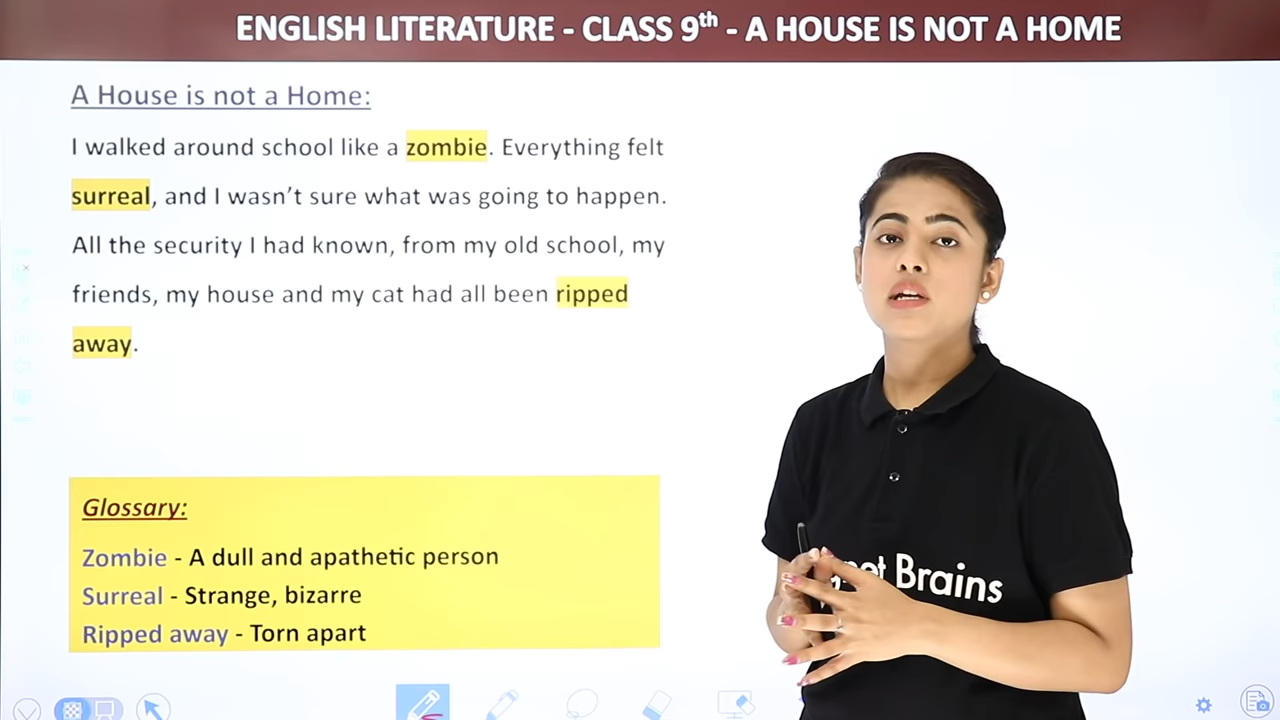 ENGLISH LITERATURE - CLASS 9th - A HOUSE IS NOT A HOME
A House is not a Home:
I walked around school like a zombie. Everything felt
surreal, and I wasn’t sure what was going to happen.
All the security I had known, from my old school, my
friends, my house and my cat had all been ripped
away.
Glossary:
Zombie - A dull and apathetic person
Surreal - Strange, bizarre
Ripped away - Torn apart
Brains